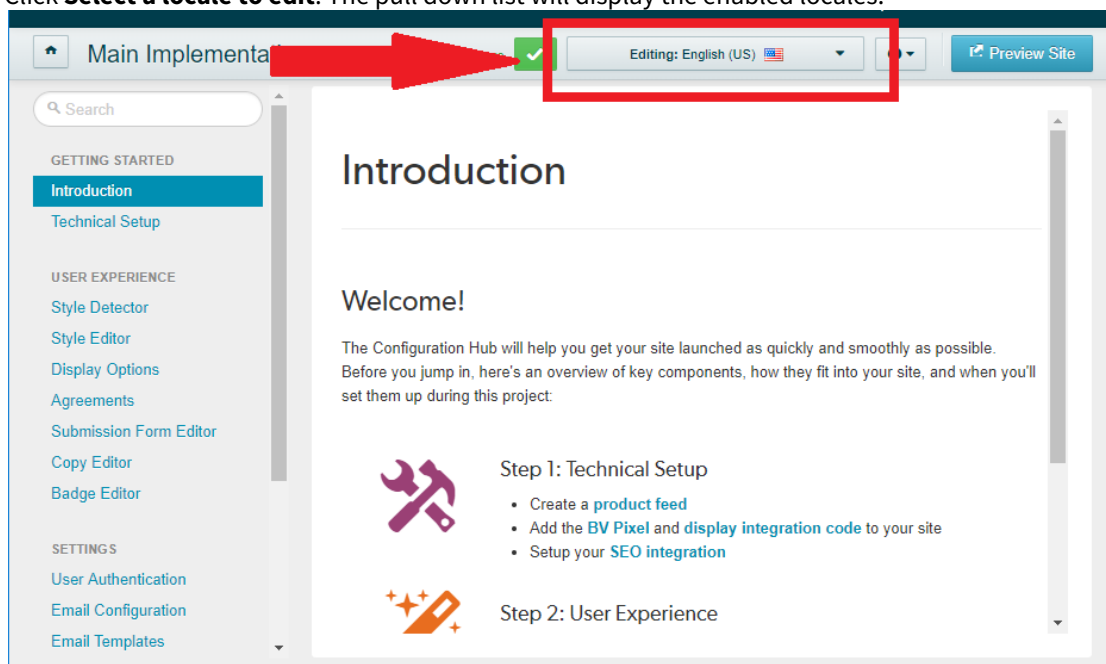 Click Select a locale to edit. The pull down list will display the enabled locales.
Main Implementa
Editing: English (US)
Preview Site
Search
GETTING STARTED
Introduction
Technical Setup
USER EXPERIENCE
Style Detector
Style Editor
Display Options
Agreements
Submission Form Editor
Copy Editor
Badge Editor
SETTINGS
User Authentication
Email Configuration
Email Templates
Introduction
Welcome!
The Configuration Hub will help you get your site launched as quickly and smoothly as possible.
Before you jump in, here's an overview of key components, how they fit into your site, and when you'll
set them up during this project:
Step 1: Technical Setup
• Create a product feed
• Add the BV Pixel and display integration code to your site
• Setup your SEO integration
Step 2: User Experience